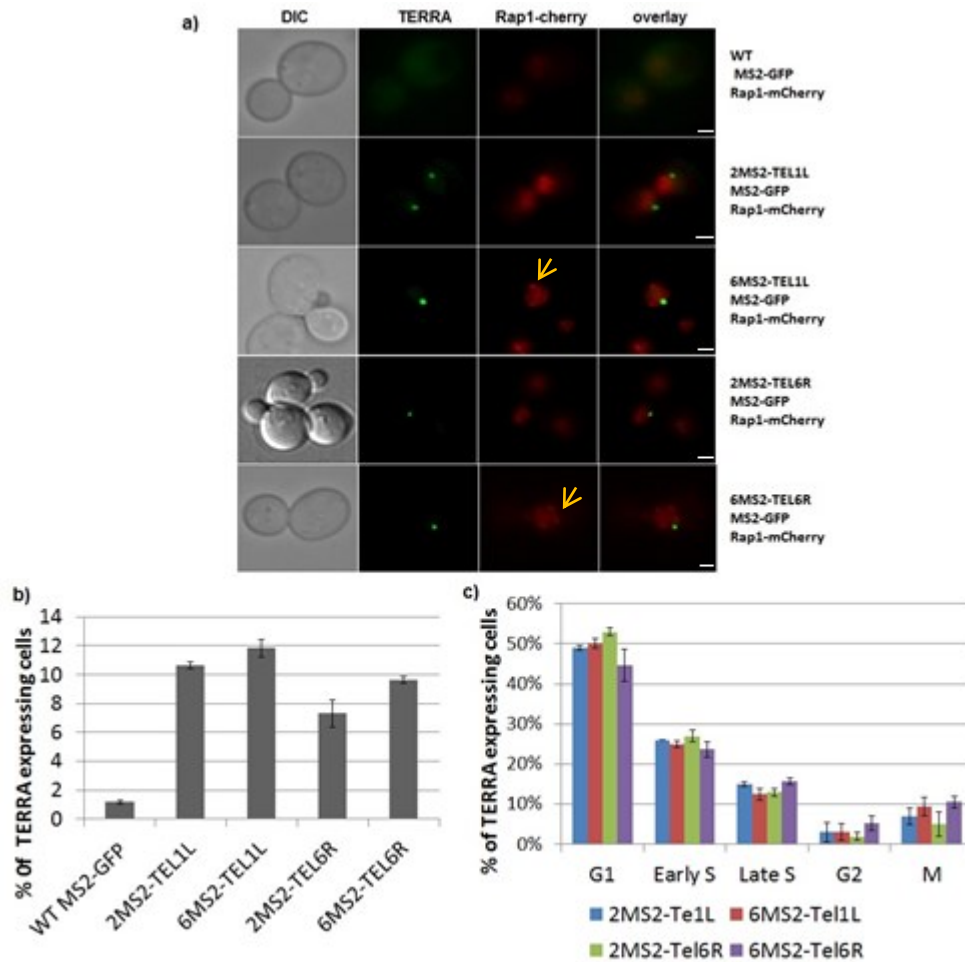 a)
DIC TERRA Rap1-cherry overlay
WT
MS2-GFP
Rap1-mCherry
2MS2-TEL1L
MS2-GFP
Rap1-mCherry
6MS2-TEL1L
MS2-GFP
Rap1-mCherry
2MS2-TEL6R
MS2-GFP
Rap1-mCherry
6MS2-TEL6R
MS2-GFP
Rap1-mCherry
b)
% Of TERRA expressing cells
14
12
10
8
6
4
2
0
WT MS2-GFP
2MS2-TEL1L
6MS2-TEL1L
2MS2-TEL6R
6MS2-TEL6R
c)
% of TERRA expressing cells
60%
50%
40%
30%
20%
10%
0%
G1 Early S Late S G2 M
2MS2-Te1L 6MS2-Tel1L
2MS2-Tel6R 6MS2-Tel6R